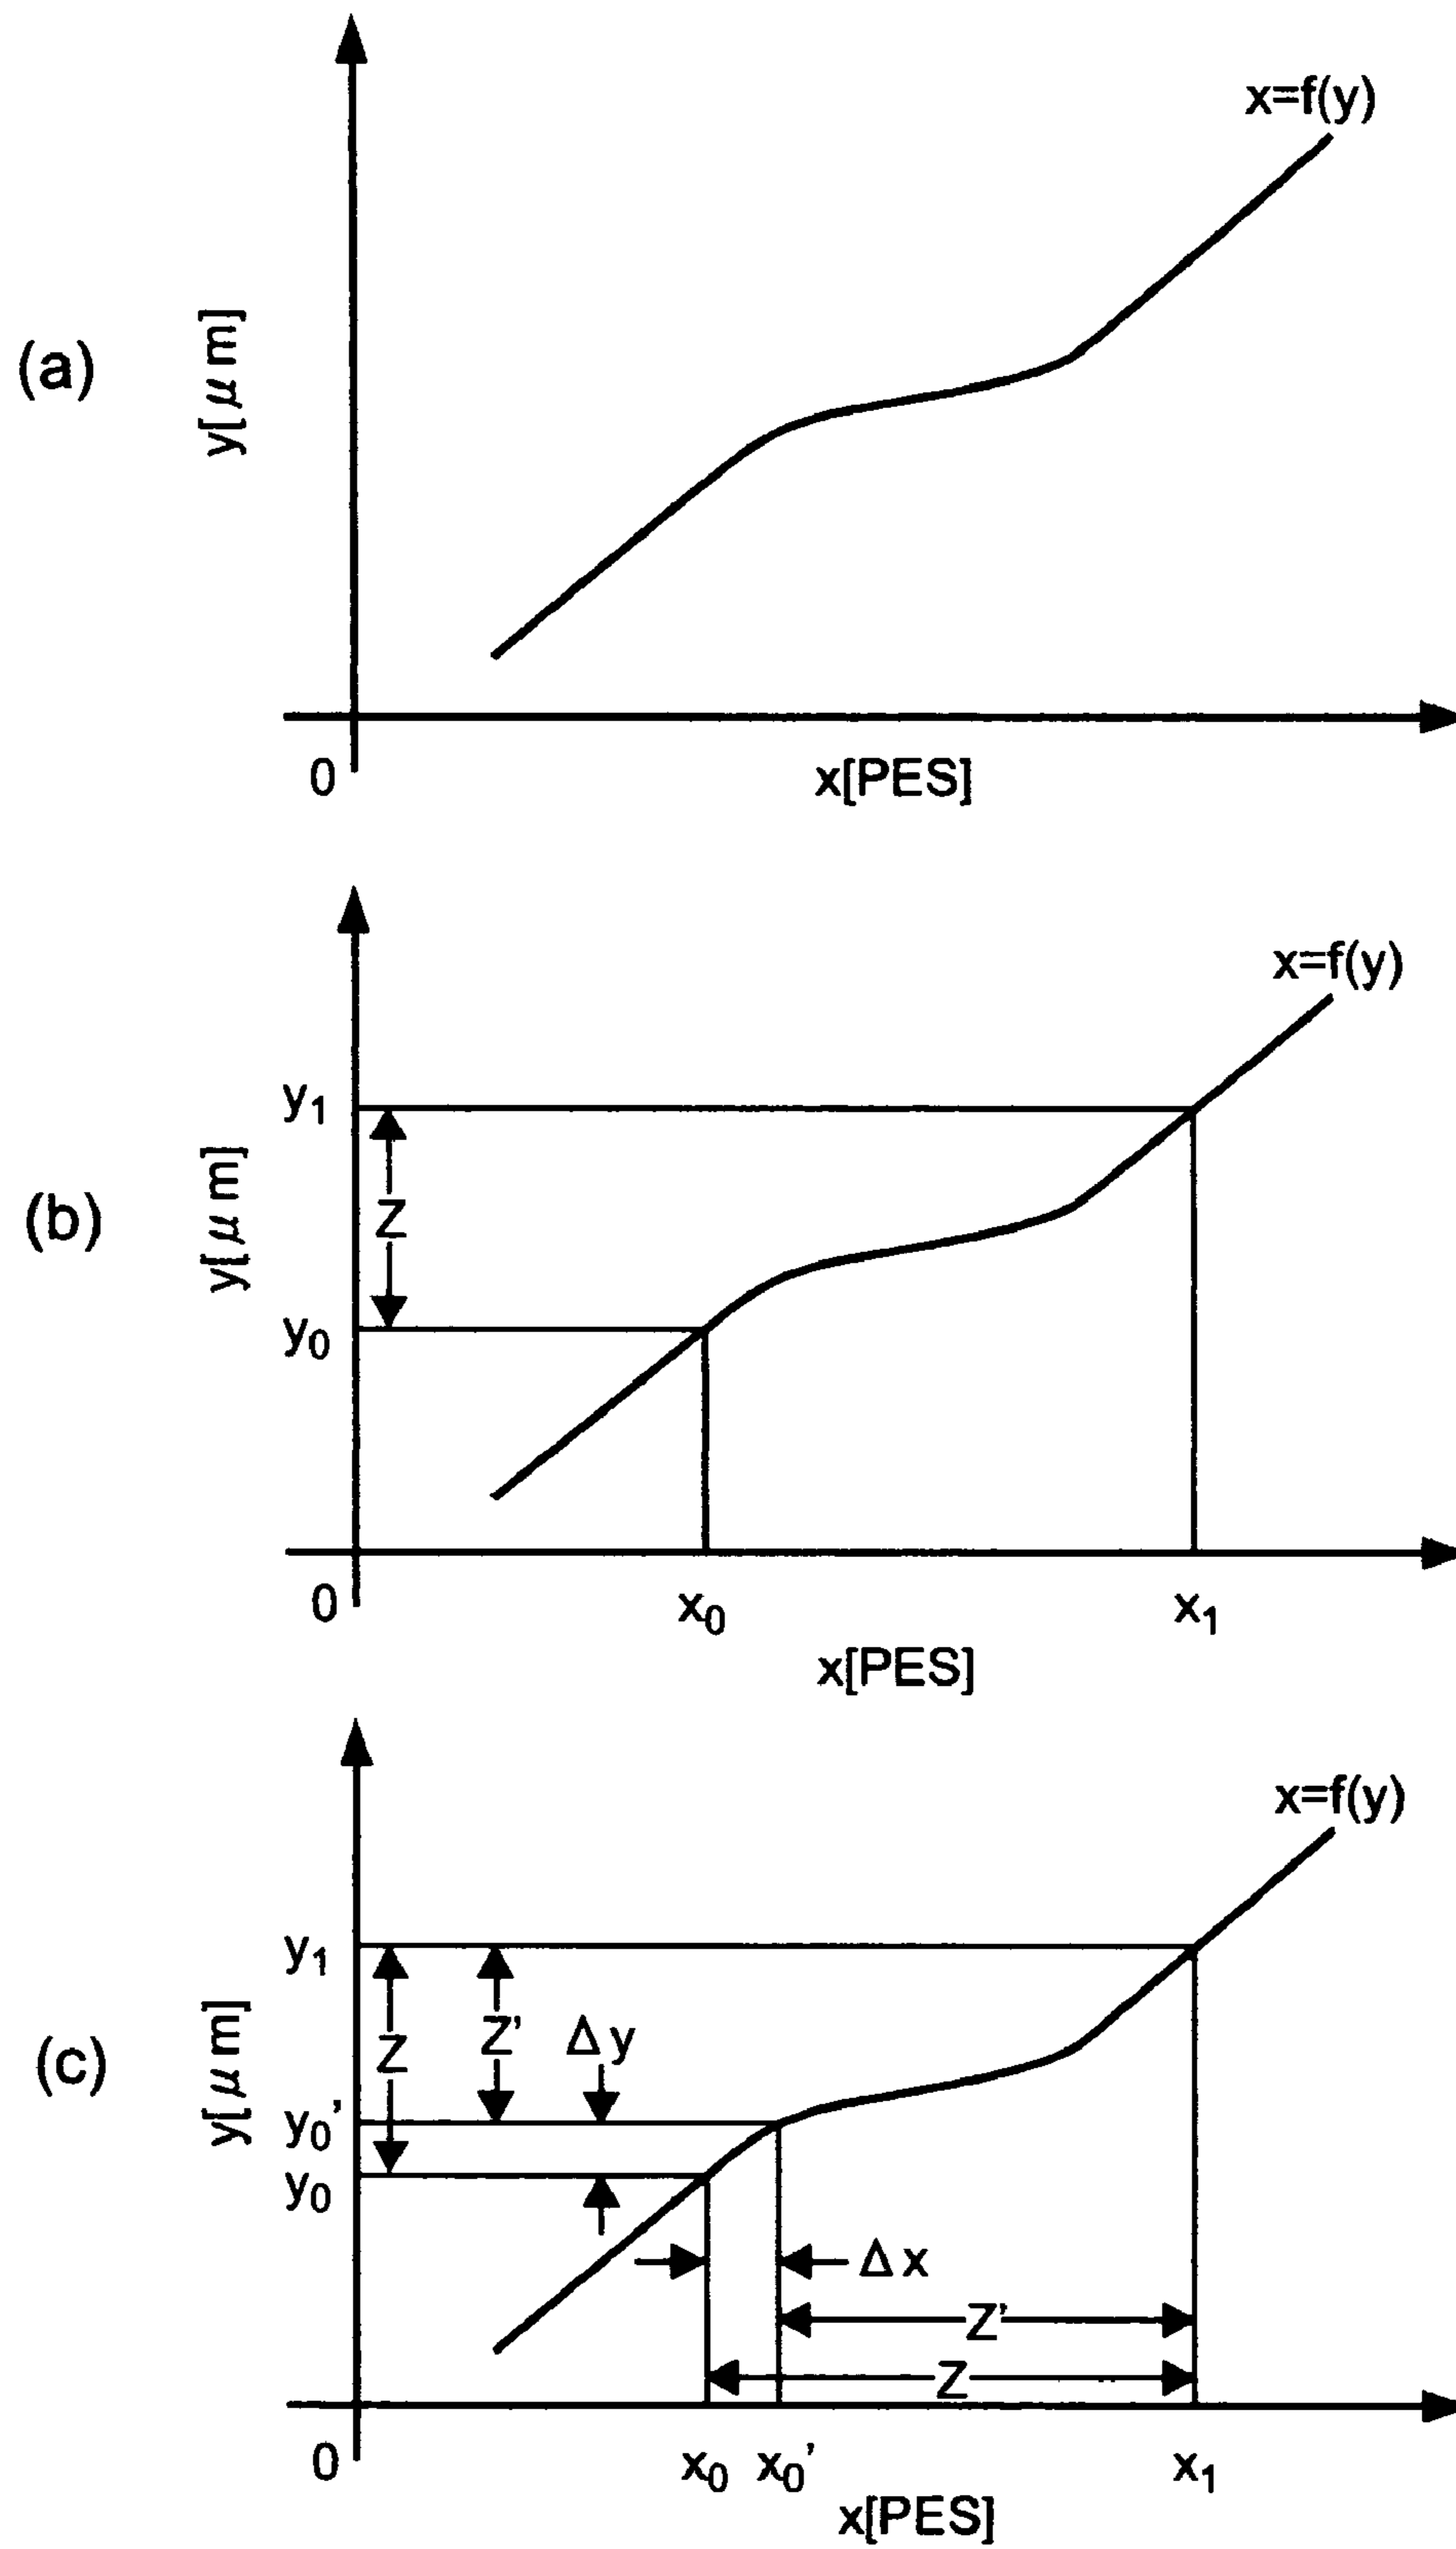 (a)
x=f(y)
y[μm]
0
x[PES]
(b)
x=f(y)
y1
Z
y[μm]
y0
0
x0
x1
x[PES]
(c)
x=f(y)
y1
Z
Z'
Δy
y[μm]
y0'
y0
Δx
Z'
Z
0
x0
x0'
x1
x[PES]